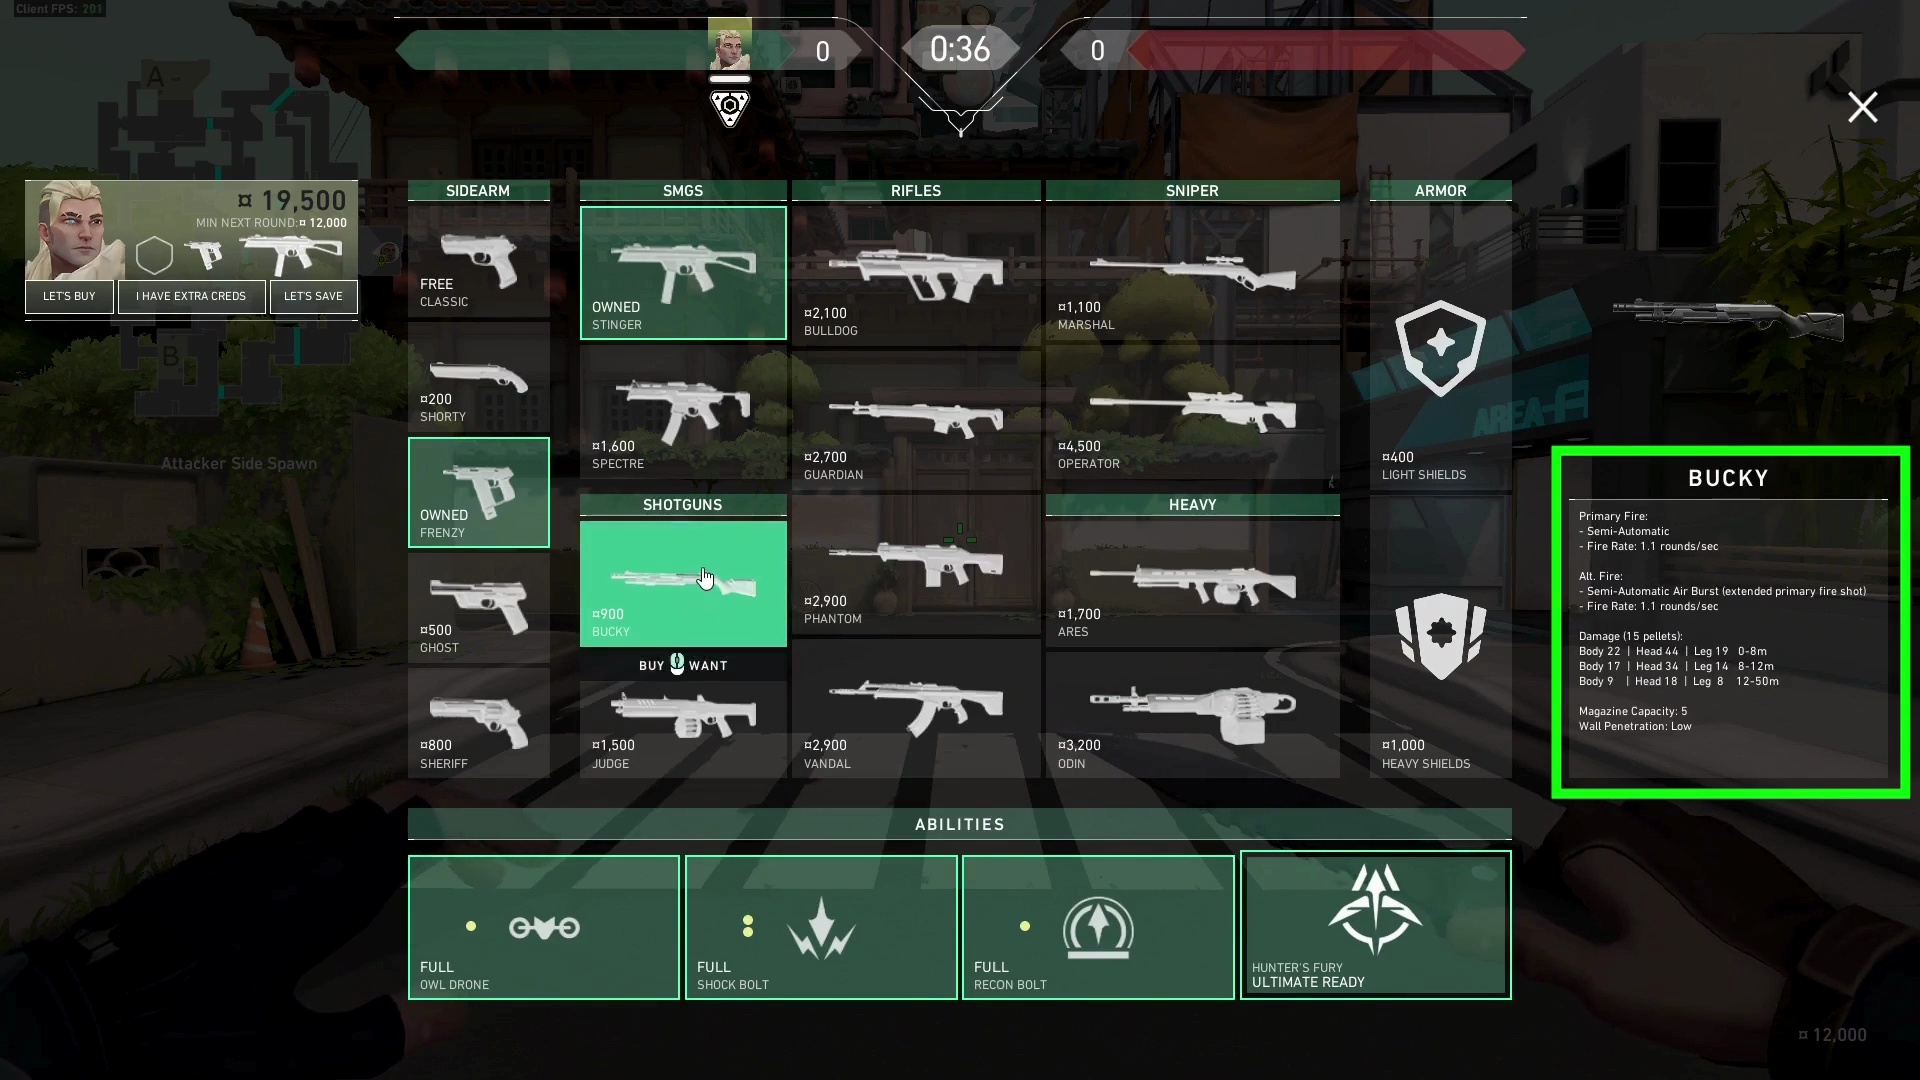 Client FPS: 201
0
0:36
0
A
¤ 19,500
MIN NEXT ROUND: ¤ 12,000
LET'S BUY
I HAVE EXTRA CREDS
LET'S SAVE
B
Attacker Side Spawn
SIDEARM
FREE
CLASSIC
¤200
SHORTY
OWNED
FRENZY
¤500
GHOST
¤800
SHERIFF
SMGS
OWNED
STINGER
¤1,600
SPECTRE
SHOTGUNS
¤900
BUCKY
BUY WANT
¤1,500
JUDGE
RIFLES
¤2,100
BULLDOG
¤2,700
GUARDIAN
¤2,900
PHANTOM
¤2,900
VANDAL
SNIPER
¤1,100
MARSHAL
¤4,500
OPERATOR
HEAVY
¤1,700
ARES
¤3,200
ODIN
ARMOR
¤400
LIGHT SHIELDS
¤1,000
HEAVY SHIELDS
AREA-A
BUCKY
Primary Fire:
- Semi-Automatic
- Fire Rate: 1.1 rounds/sec
Alt. Fire:
- Semi-Automatic Air Burst (extended primary fire shot)
- Fire Rate: 1.1 rounds/sec
Damage (15 pellets):
Body 22 | Head 44 | Leg 19 0-8m
Body 17 | Head 34 | Leg 14 8-12m
Body 9 | Head 18 | Leg 8 12-50m
Magazine Capacity: 5
Wall Penetration: Low
ABILITIES
FULL
OWL DRONE
FULL
SHOCK BOLT
FULL
RECON BOLT
HUNTER'S FURY
ULTIMATE READY
¤ 12,000